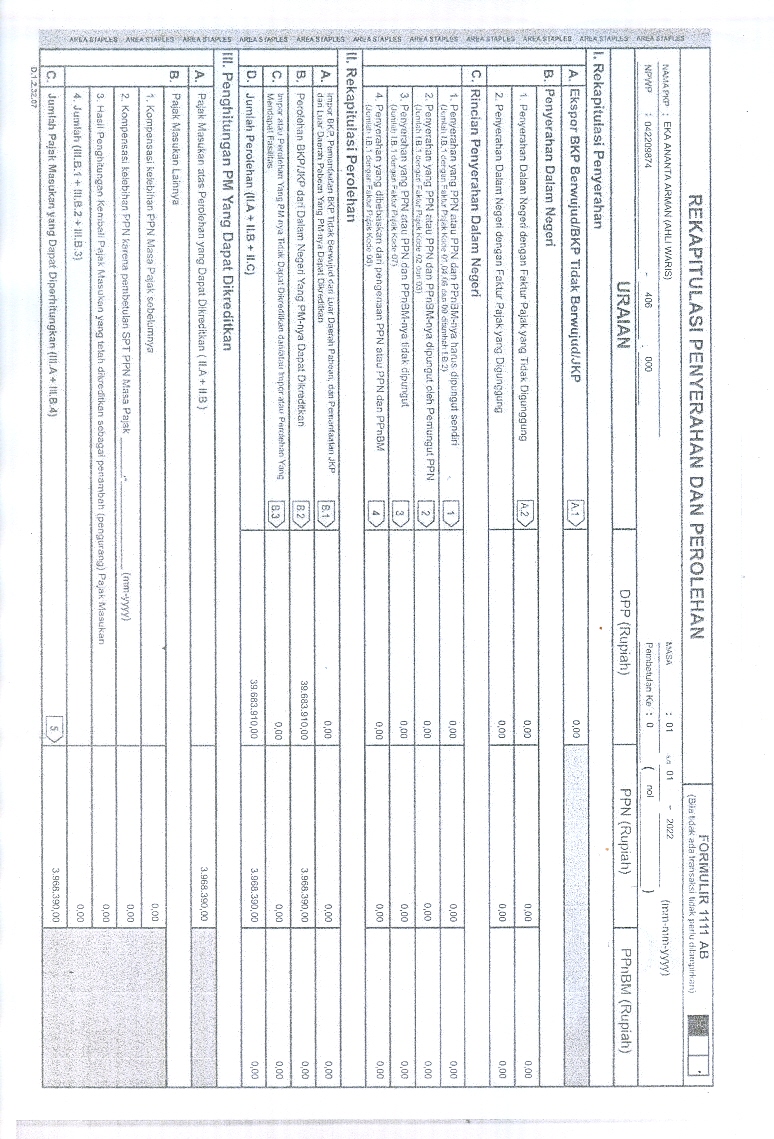 REKAPITULASI PENYERAHAN DAN PEROLEHAN
FORMULIR 1111 AB
(Bila tidak ada transaksi tidak perlu dilampirkan)
NAMA PKP : EKA ANANTA ARMAN (AHLI WARIS)
MASA : 01 s.d 01 - 2022 (mm-mm-yyyy)
NPWP : 042209874 - 406 . 000
Pembetulan Ke : 0 ( nol )
URAIAN DPP (Rupiah) PPN (Rupiah) PPnBM (Rupiah)
I. Rekapitulasi Penyerahan
A. Ekspor BKP Berwujud/BKP Tidak Berwujud/JKP A.1 0,00
B. Penyerahan Dalam Negeri
1. Penyerahan Dalam Negeri dengan Faktur Pajak yang Tidak Digunggung A.2 0,00 0,00 0,00
2. Penyerahan Dalam Negeri dengan Faktur Pajak yang Digunggung 0,00 0,00 0,00
C. Rincian Penyerahan Dalam Negeri
1. Penyerahan yang PPN atau PPN dan PPnBM-nya harus dipungut sendiri 1 0,00 0,00 0,00
(Jumlah I.B.1 dengan Faktur Pajak Kode 01, 04, 06 dan 09 ditambah I.B.2)
2. Penyerahan yang PPN atau PPN dan PPnBM-nya dipungut oleh Pemungut PPN 2 0,00 0,00 0,00
(Jumlah I.B.1 dengan Faktur Pajak Kode 02 dan 03)
3. Penyerahan yang PPN atau PPN dan PPnBM-nya tidak dipungut 3 0,00 0,00 0,00
(Jumlah I.B.1 dengan Faktur Pajak Kode 07)
4. Penyerahan yang dibebaskan dari pengenaan PPN atau PPN dan PPnBM 4 0,00 0,00 0,00
(Jumlah I.B.1 dengan Faktur Pajak Kode 08)
II. Rekapitulasi Perolehan
A. Impor BKP, Pemanfaatan BKP Tidak Berwujud dari Luar Daerah Pabean, dan Pemanfaatan JKP
dari Luar Daerah Pabean Yang PM-nya Dapat Dikreditkan B.1 0,00 0,00 0,00
B. Perolehan BKP/JKP dari Dalam Negeri Yang PM-nya Dapat Dikreditkan B.2 39.683.910,00 3.968.390,00 0,00
C. Impor atau Perolehan Yang PM-nya Tidak Dapat Dikreditkan dan/atau Impor atau Perolehan Yang
Mendapat Fasilitas B.3 0,00 0,00 0,00
D. Jumlah Perolehan (II.A + II.B + II.C) 39.683.910,00 3.968.390,00 0,00
III. Penghitungan PM Yang Dapat Dikreditkan
A. Pajak Masukan atas Perolehan yang Dapat Dikreditkan ( II.A + II.B ) 3.968.390,00
B. Pajak Masukan Lainnya
1. Kompensasi kelebihan PPN Masa Pajak sebelumnya 0,00
2. Kompensasi kelebihan PPN karena pembetulan SPT PPN Masa Pajak ______-______ (mm-yyyy) 0,00
3. Hasil Penghitungan Kembali Pajak Masukan yang telah dikreditkan sebagai penambah (pengurang) Pajak Masukan 0,00
4. Jumlah (III.B.1 + III.B.2 + III.B.3) 0,00
C. Jumlah Pajak Masukan yang Dapat Diperhitungkan (III.A + III.B.4) 5 3.968.390,00
D.1.2.32.07
AREA STAPLES AREA STAPLES AREA STAPLES AREA STAPLES AREA STAPLES AREA STAPLES AREA STAPLES AREA STAPLES AREA STAPLES